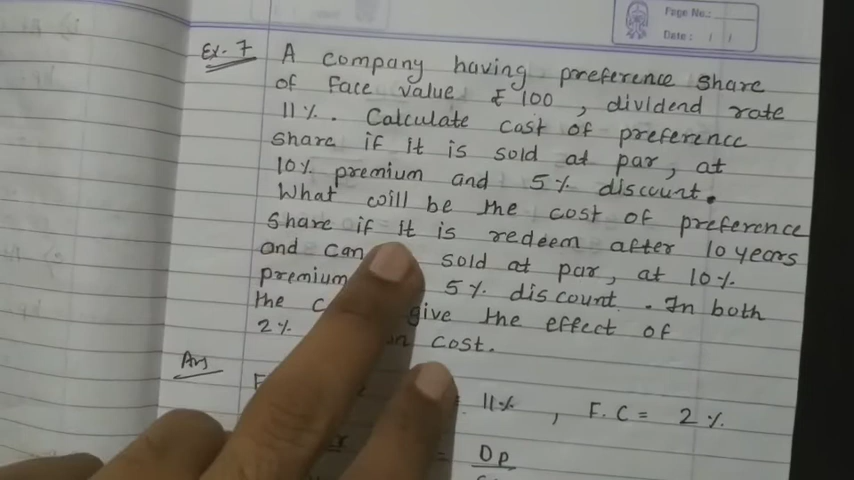 Page No.:
Date: / /
Ex. 7 A company having preference share
of Face value ₹ 100, dividend rate
11%. Calculate cost of preference
share if it is sold at par, at
10% premium and 5% discount.
What will be the cost of preference
share if it is redeem after 10 years
and can sold at par, at 10%
premium 5% discount. In both
the give the effect of
2% cost.
Ans
11%, F.C = 2%
= Dp